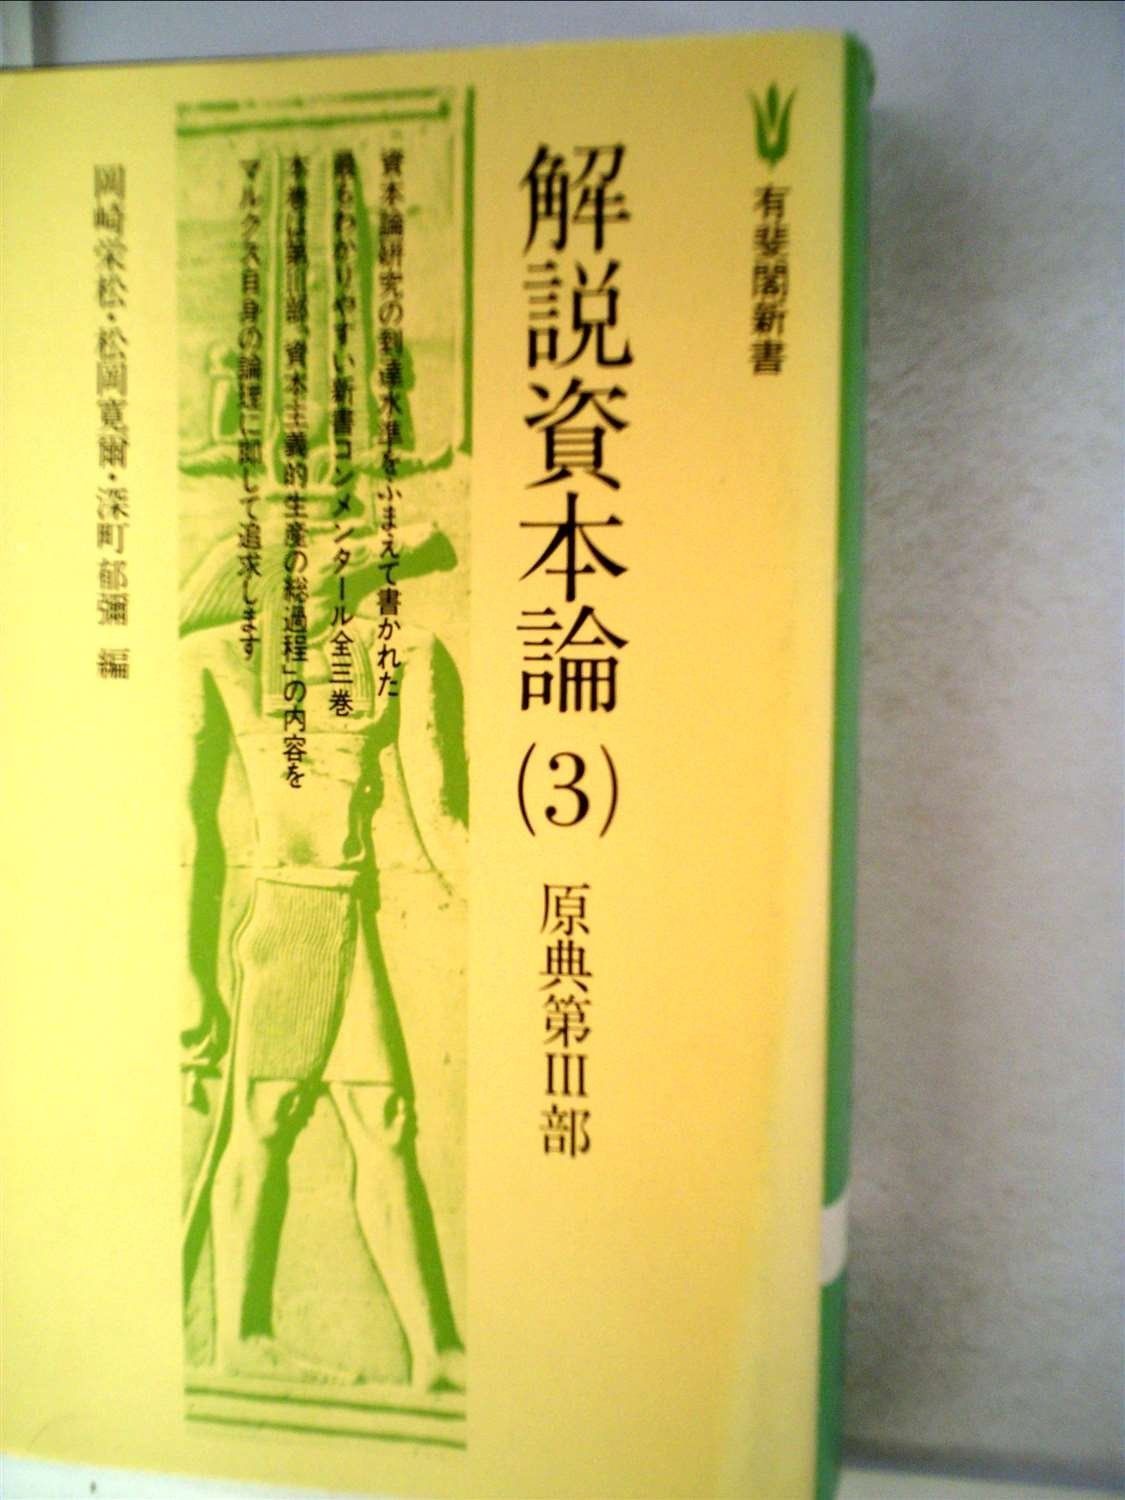 有斐閣新書
解説資本論(3)
原典第III部
資本論研究の到達水準をふまえて書かれた
最もわかりやすい新書コンメンタール全三巻
本巻は第III部「資本主義的生産の総過程」の内容を
マルクス自身の論理に即して追求します
岡崎栄松・松岡寛爾・深町郁彌 編